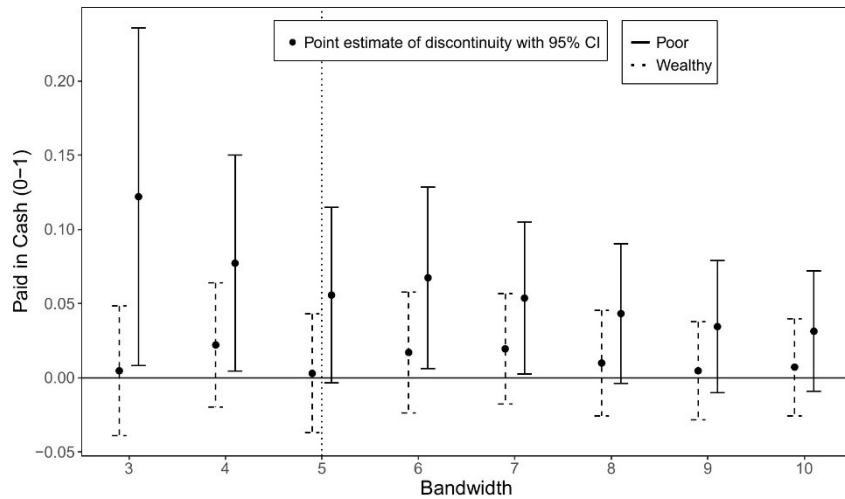 Point estimate of discontinuity with 95% CI
Poor
Wealthy
Paid in Cash (0−1)
0.20
0.15
0.10
0.05
0.00
−0.05
3 4 5 6 7 8 9 10
Bandwidth